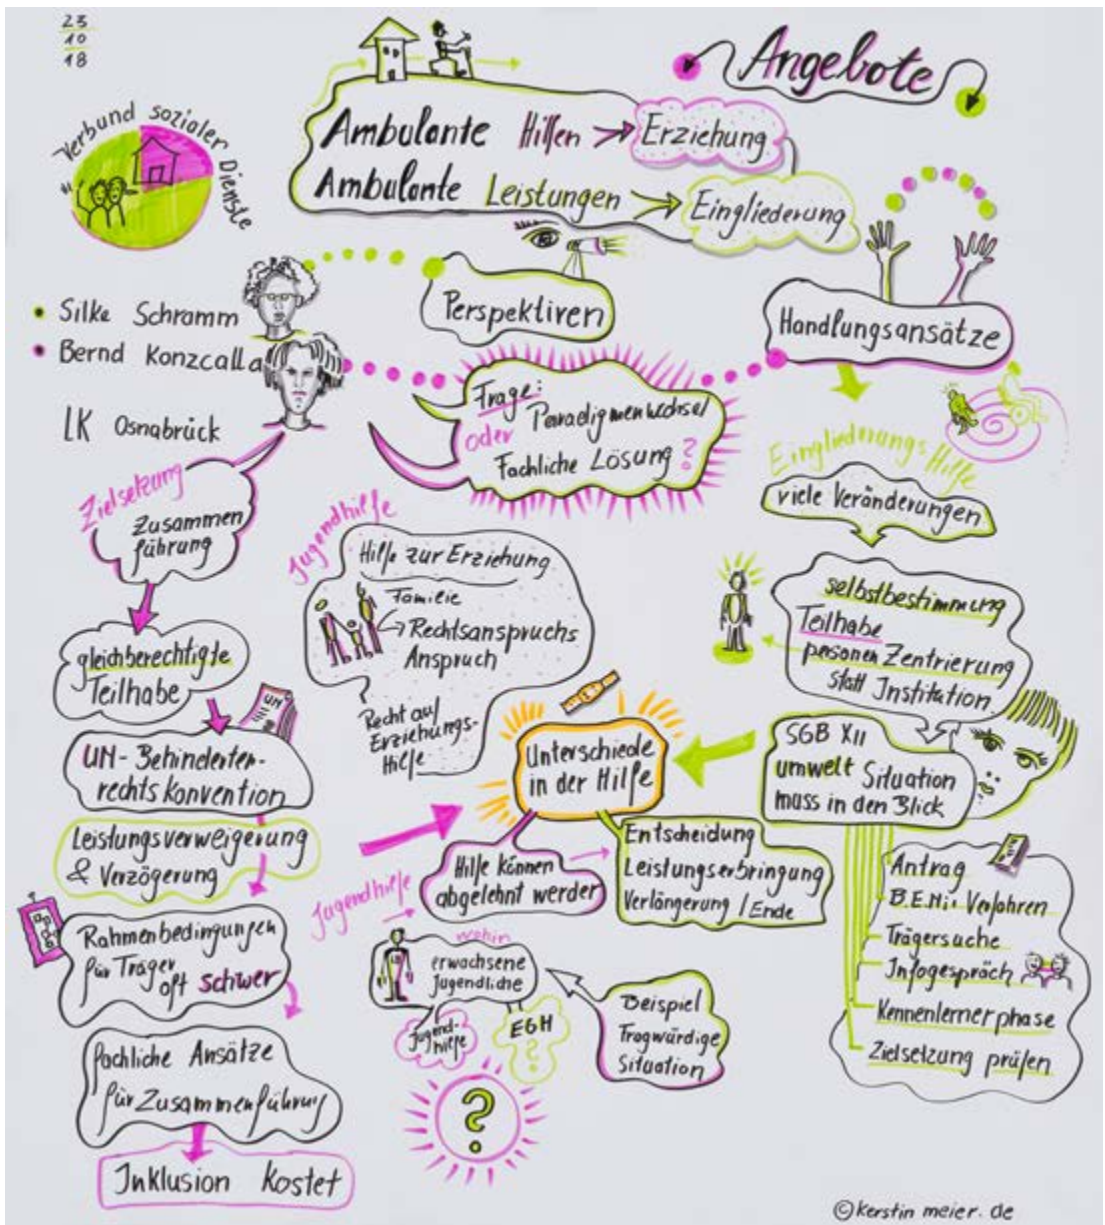 23
10
18
Angebote
Ambulante Hilfen
Erziehung
Ambulante Leistungen
Eingliederung
Verbund sozialer Dienste
Silke Schramm
Bernd Konzcalla
LK Osnabrück
Perspektiven
Handlungsansätze
Frage:
Paradigmenwechsel
oder
Fachliche Lösung ?
Zielsetzung
Zusammen
führung
gleichberechtigte
Teilhabe
UN
UN-Behinderten-
rechtskonvention
Leistungsverweigerung
& Verzögerung
Rahmenbedingungen
für Träger
oft schwer
fachliche Ansätze
für Zusammenführung
Inklusion kostet
Jugendhilfe
Hilfe zur Erziehung
Familie
Rechtsanspruchs
Anspruch
Recht auf
Erziehungs-
Hilfe
Unterschiede
in der Hilfe
Hilfe können
abgelehnt werden
Entscheidung
Leistungserbringung
Verlängerung / Ende
Jugendhilfe
wohin
erwachsene
Jugendliche
Jugend-
hilfe
EGH
?
?
?
Beispiel
Fragwürdige
Situation
Eingliederungs
Hilfe
viele Veränderungen
selbstbestimmung
Teilhabe
personen Zentrierung
statt Institation
SGB XII
umwelt Situation
muss in den Blick
Antrag
B.E.Ni. Verfahren
Trägersuche
Infogespräch
Kennenlernerphase
Zielsetzung prüfen
© kerstin meier. de